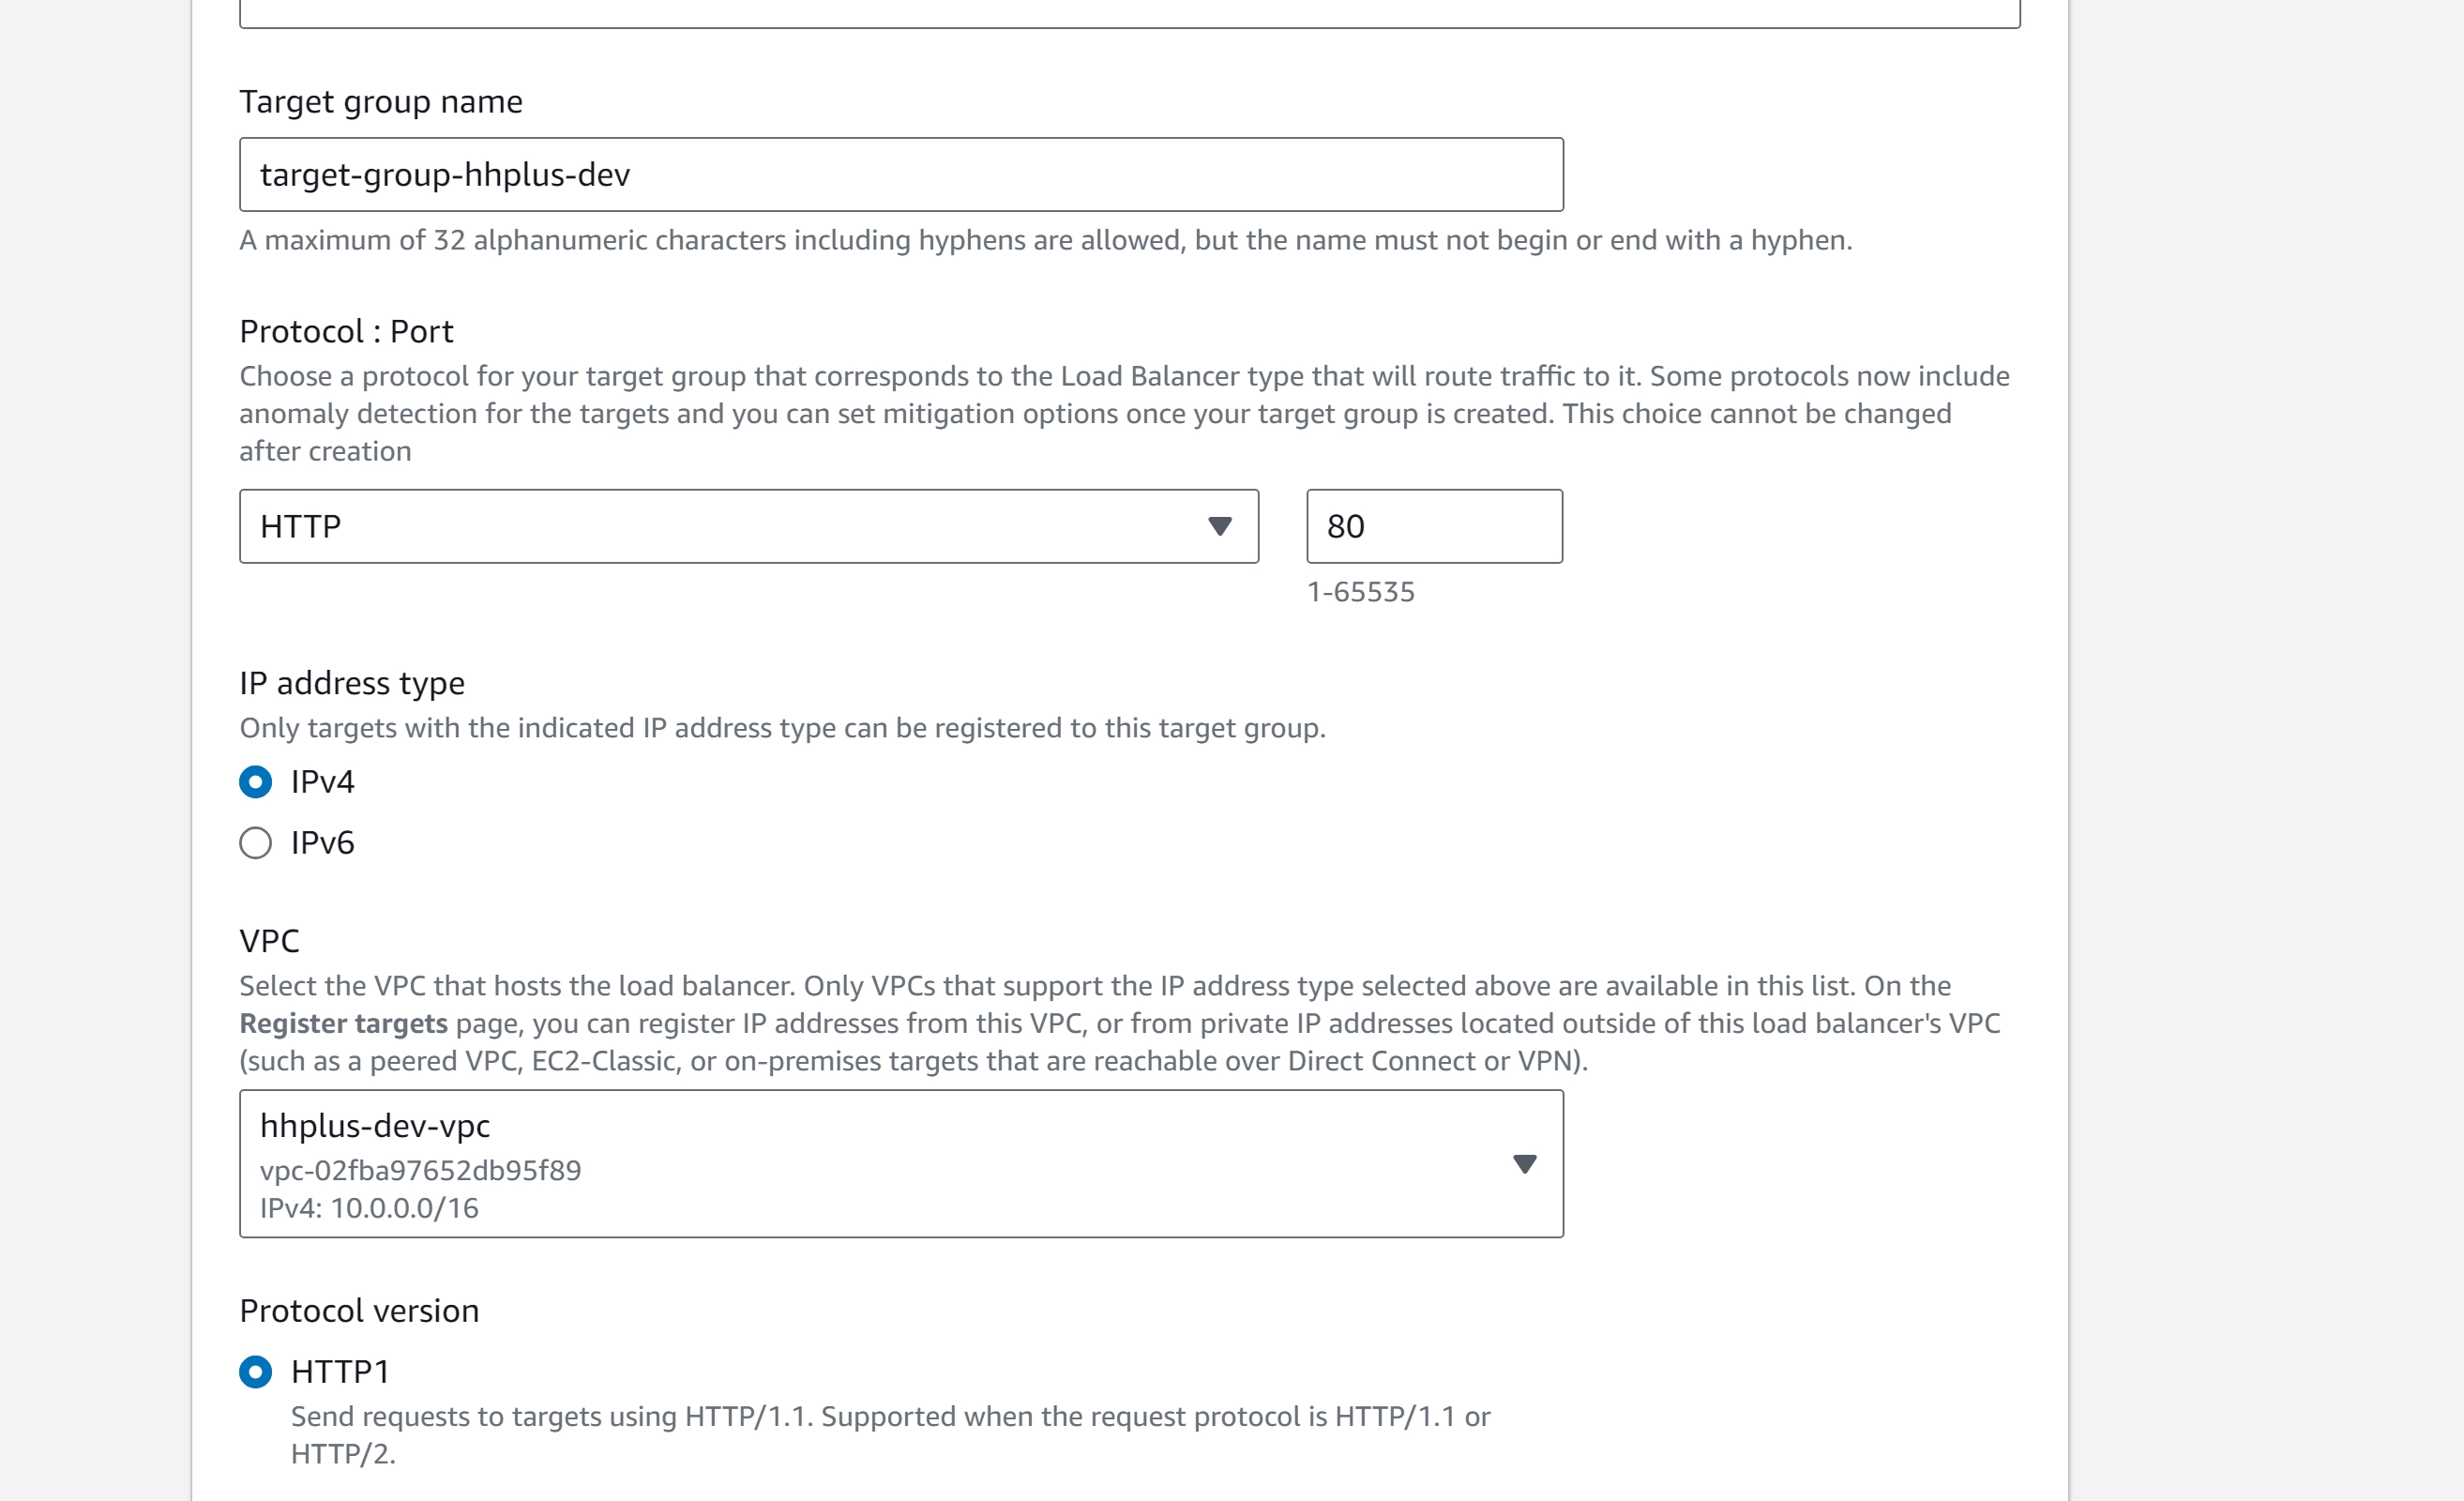 Target group name
target-group-hhplus-dev
A maximum of 32 alphanumeric characters including hyphens are allowed, but the name must not begin or end with a hyphen.
Protocol : Port
Choose a protocol for your target group that corresponds to the Load Balancer type that will route traffic to it. Some protocols now include
anomaly detection for the targets and you can set mitigation options once your target group is created. This choice cannot be changed
after creation
HTTP
80
1-65535
IP address type
Only targets with the indicated IP address type can be registered to this target group.
IPv4
IPv6
VPC
Select the VPC that hosts the load balancer. Only VPCs that support the IP address type selected above are available in this list. On the
Register targets page, you can register IP addresses from this VPC, or from private IP addresses located outside of this load balancer's VPC
(such as a peered VPC, EC2-Classic, or on-premises targets that are reachable over Direct Connect or VPN).
hhplus-dev-vpc
vpc-02fba97652db95f89
IPv4: 10.0.0.0/16
Protocol version
HTTP1
Send requests to targets using HTTP/1.1. Supported when the request protocol is HTTP/1.1 or
HTTP/2.